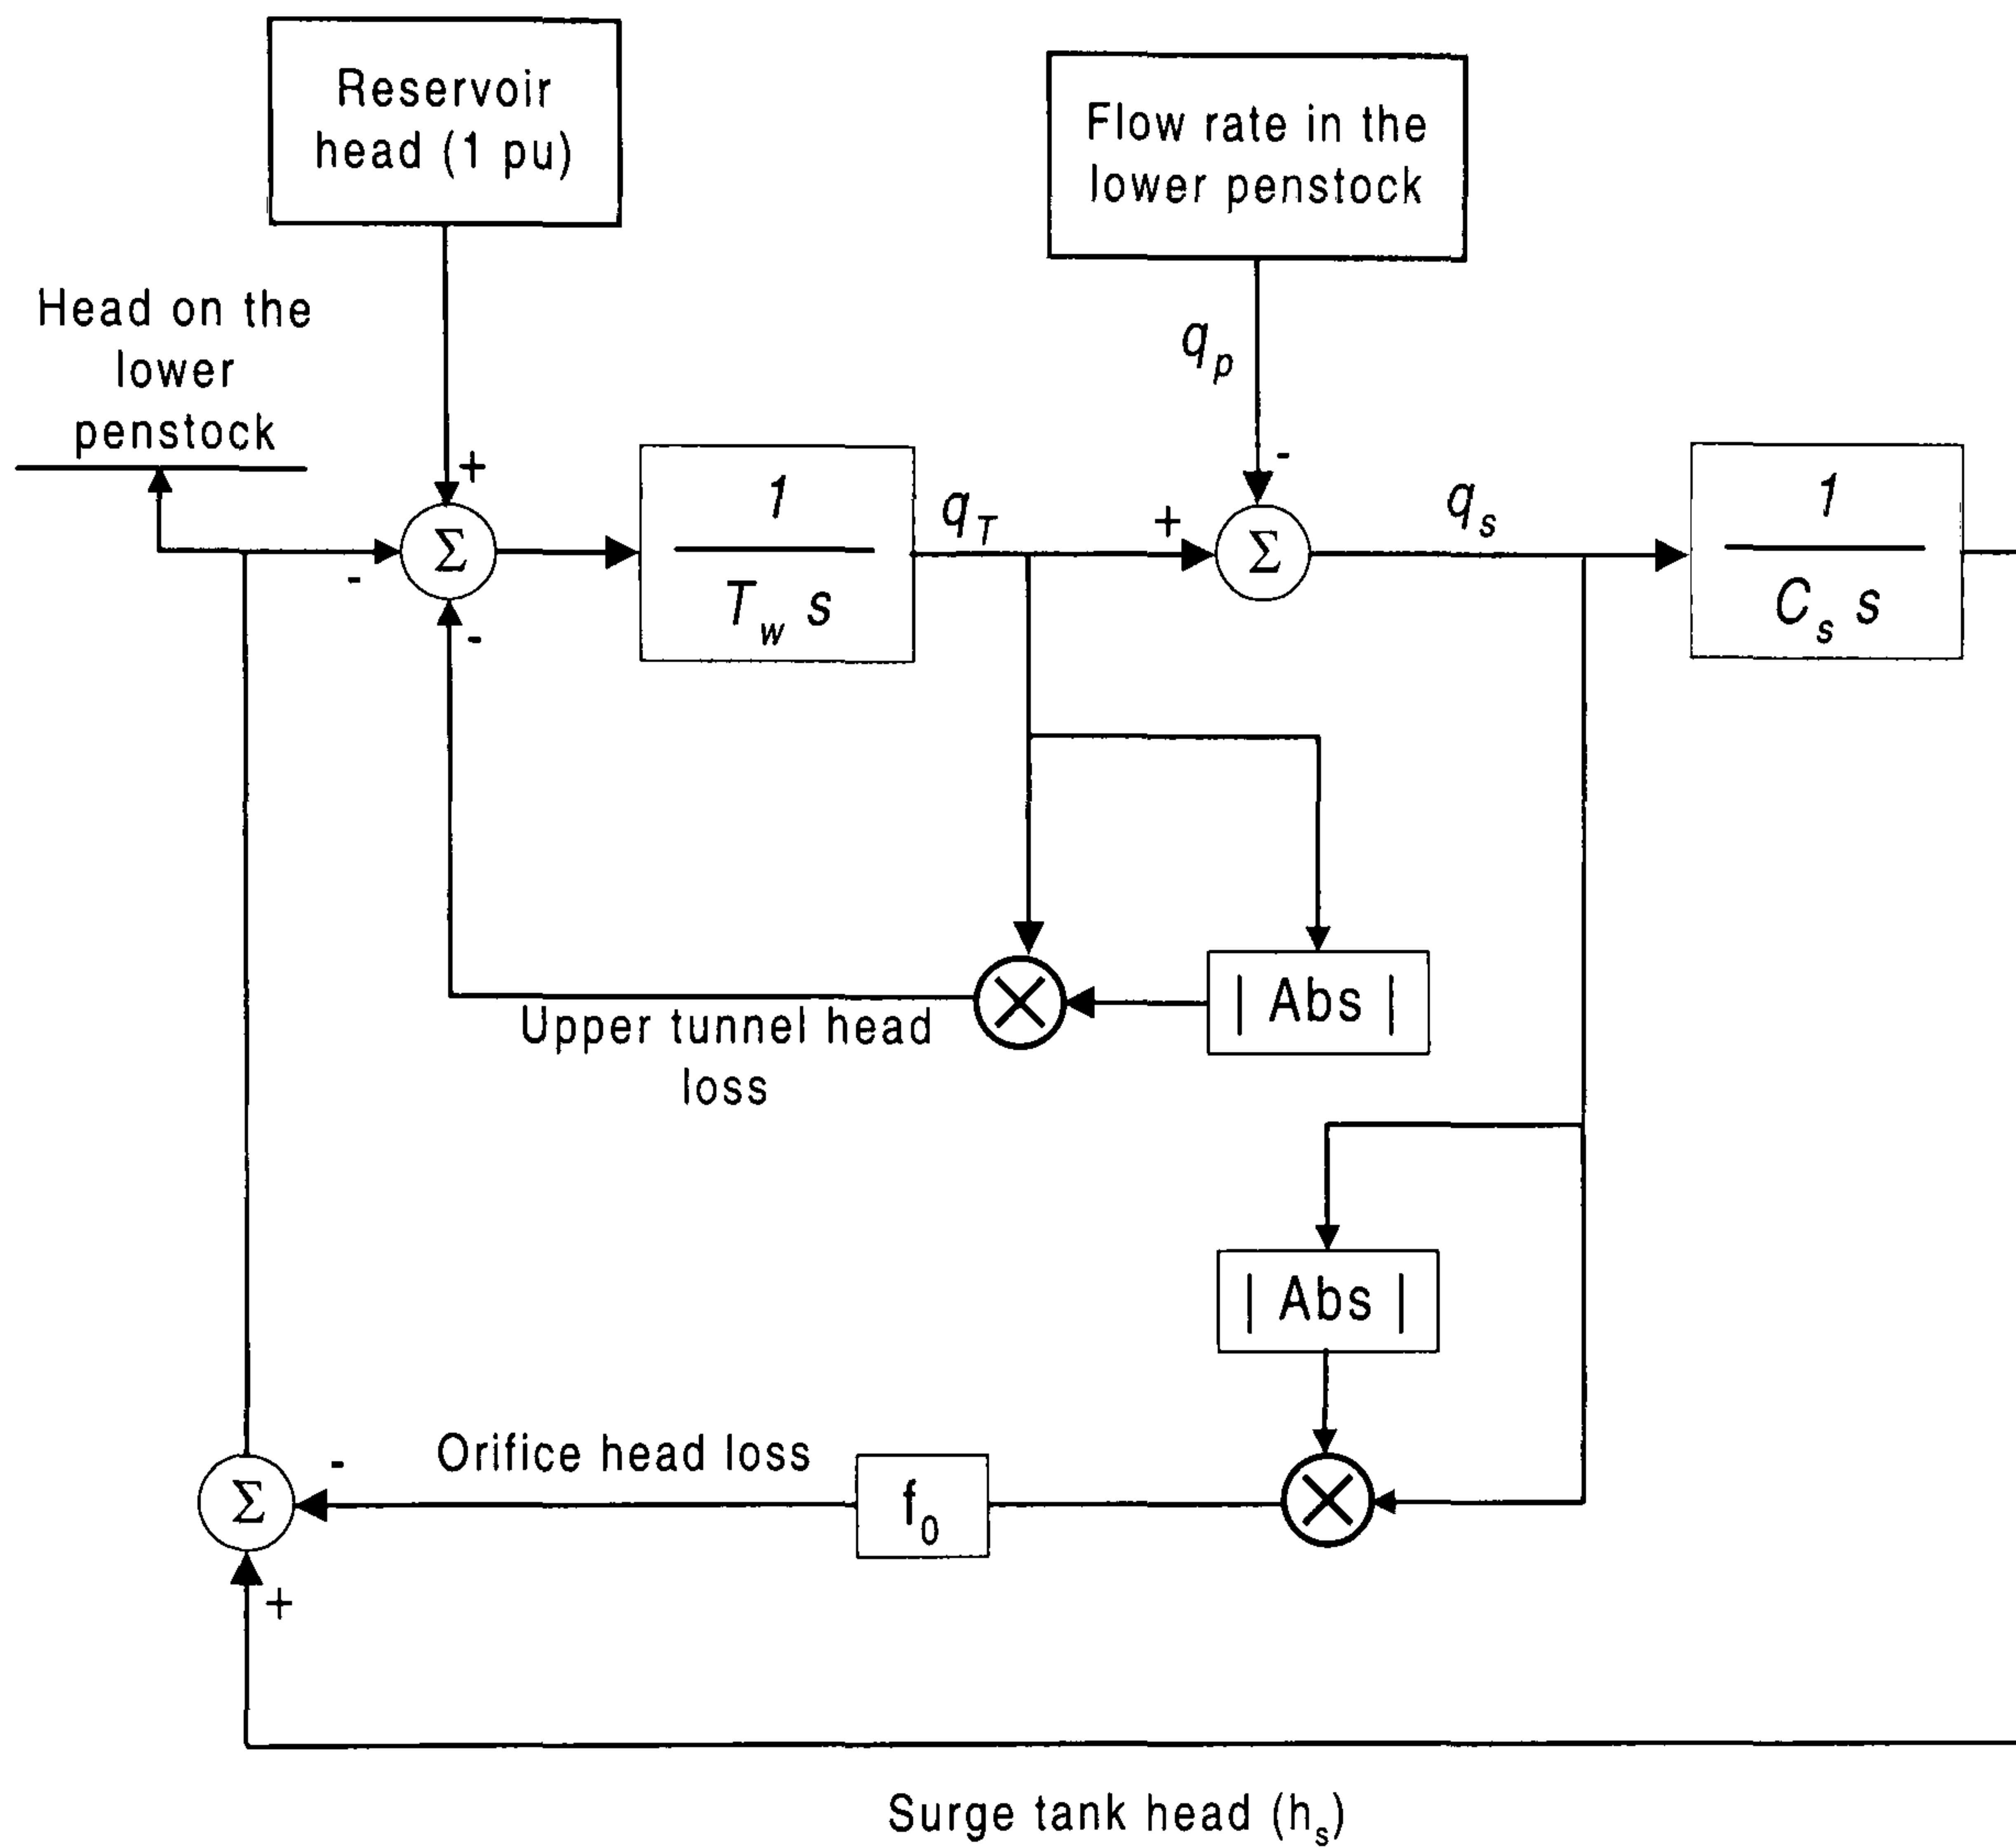 Reservoir
head (1 pu)
Flow rate in the
lower penstock
Head on the
lower
penstock
q_p
+
-
-
-
Σ
1
T_w s
q_T
+
Σ
q_s
1
C_s s
| Abs |
Upper tunnel head
loss
| Abs |
Orifice head loss
-
Σ
f_0
+
Surge tank head (h_s)